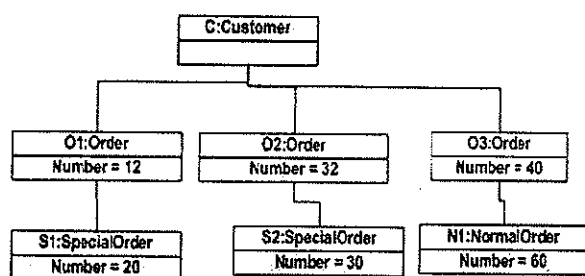 C:Customer
O1:Order
Number = 12
O2:Order
Number = 32
O3:Order
Number = 40
S1:SpecialOrder
Number = 20
S2:SpecialOrder
Number = 30
N1:NormalOrder
Number = 60